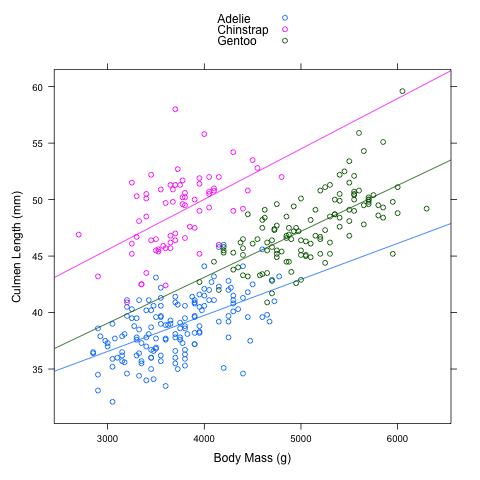 Adelie
Chinstrap
Gentoo
60
55
50
45
40
35
Culmen Length (mm)
3000 4000 5000 6000
Body Mass (g)